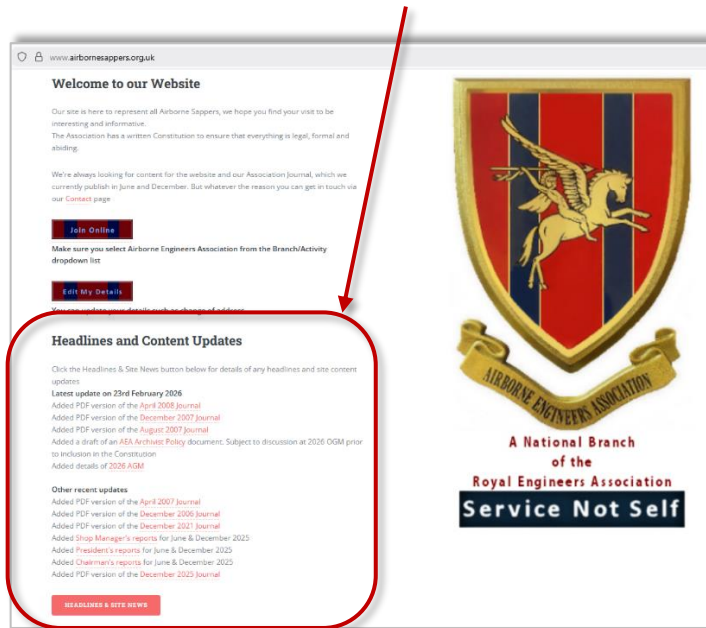 www.airbornesappers.org.uk
Welcome to our Website
Our site is here to represent all Airborne Sappers, we hope you find your visit to be
interesting and informative.
The Association has a written Constitution to ensure that everything is legal, formal and
abiding.
We're always looking for content for the website and our Association Journal, which we
currently publish in June and December. But whatever the reason you can get in touch via
our Contact page
Join Online
Make sure you select Airborne Engineers Association from the Branch/Activity
dropdown list
Edit My Details
You can update your details such as change of address
Headlines and Content Updates
Click the Headlines & Site News button below for details of any headlines and site content
updates
Latest update on 23rd February 2026
Added PDF version of the April 2008 Journal
Added PDF version of the December 2007 Journal
Added PDF version of the August 2007 Journal
Added a draft of an AEA Archivist Policy document. Subject to discussion at 2026 OGM prior
to inclusion in the Constitution
Added details of 2026 AGM
Other recent updates
Added PDF version of the April 2007 Journal
Added PDF version of the December 2006 Journal
Added PDF version of the December 2021 Journal
Added Shop Manager's reports for June & December 2025
Added President's reports for June & December 2025
Added Chairman's reports for June & December 2025
Added PDF version of the December 2025 Journal
HEADLINES & SITE NEWS
AIRBORNE ENGINEERS ASSOCIATION
A National Branch
of the
Royal Engineers Association
Service Not Self